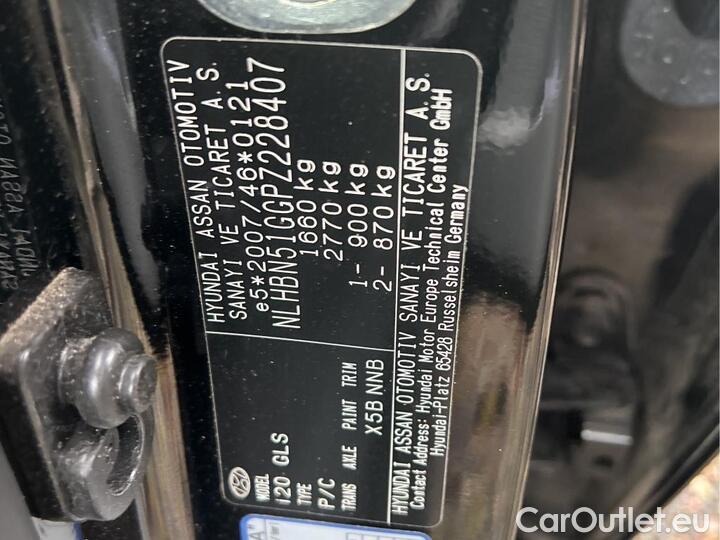 HYUNDAI ASSAN OTOMOTIV
SANAYI VE TICARET A. S.
e5*2007/46*0121
NLHBN51GGPZ228407
1660 kg
2770 kg
1- 900 kg
2- 870 kg
MODEL
I20 GLS
TYPE
P/C
TRANS AXLE PAINT TRIM
X5B NNB
HYUNDAI ASSAN OTOMOTIV SANAYI VE TICARET A. S.
Contact Address: Hyundai Motor Europe Technical Center GmbH
Hyundai-Platz 65428 Russelsheim Germany
CarOutlet.eu